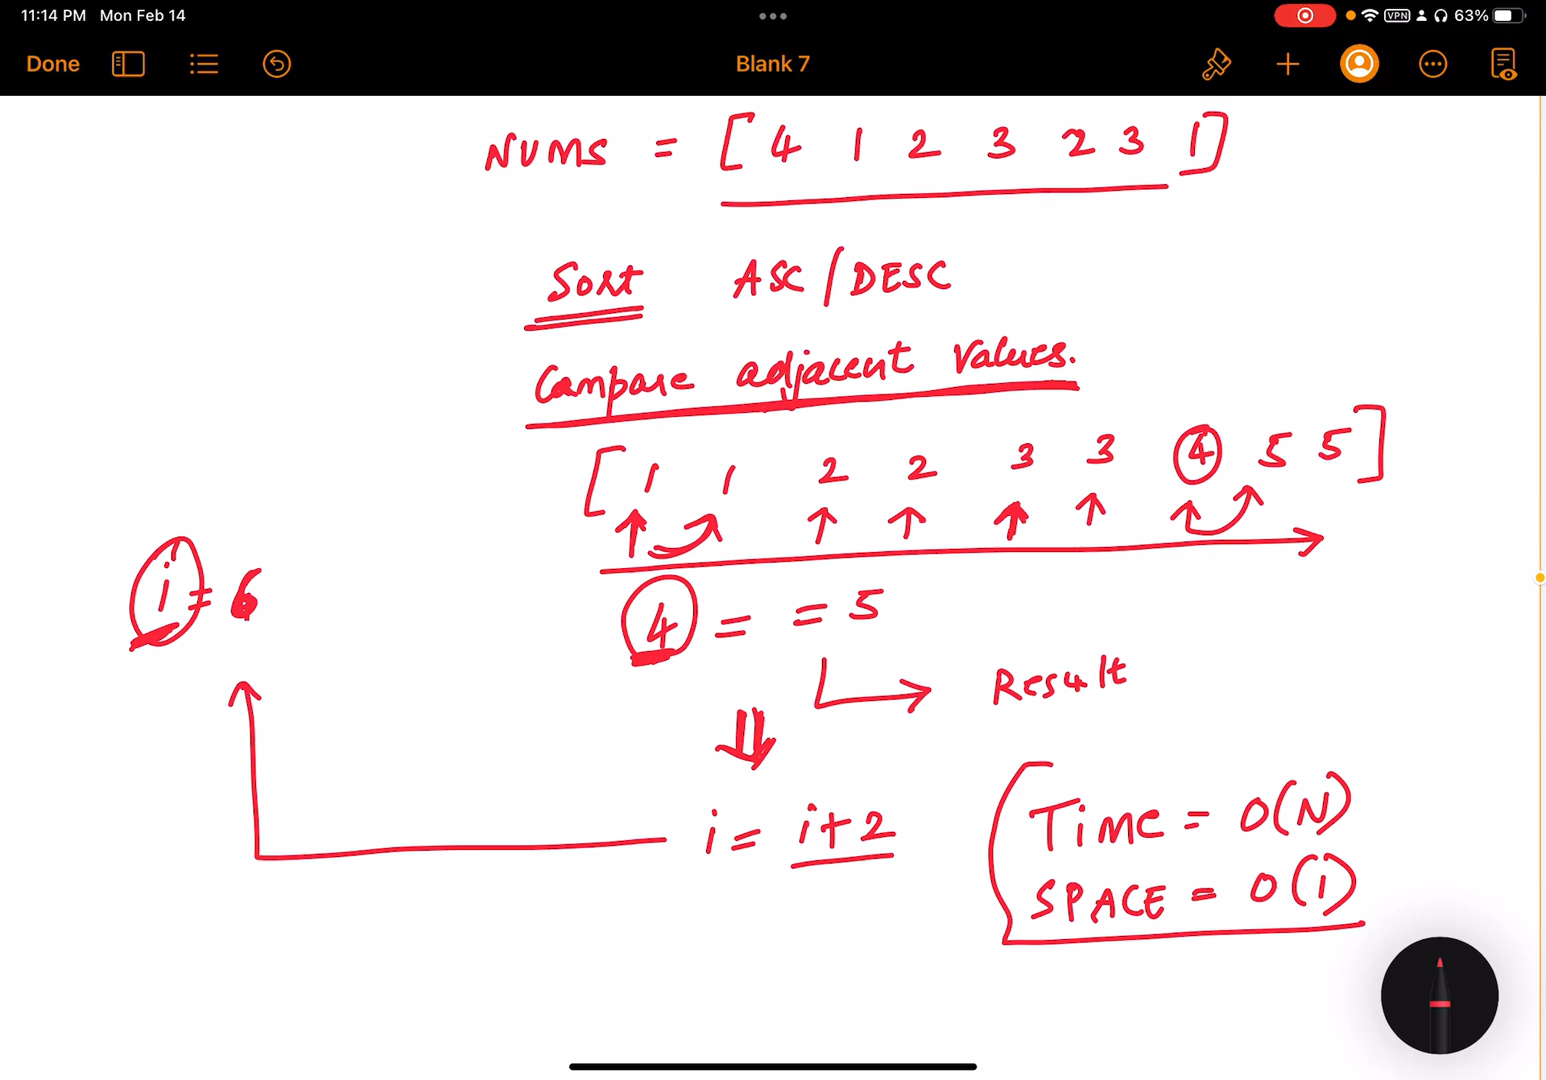 11:14 PM Mon Feb 14
VPN 63%
Done Blank 7
NUMS = [ 4 1 2 3 2 3 1 ]
Sort ASC / DESC
Compare adjacent values.
[ 1 1 2 2 3 3 4 5 5 ]
i = 6
4 = = 5
Result
i = i+2
TIME = O(N)
SPACE = O(1)